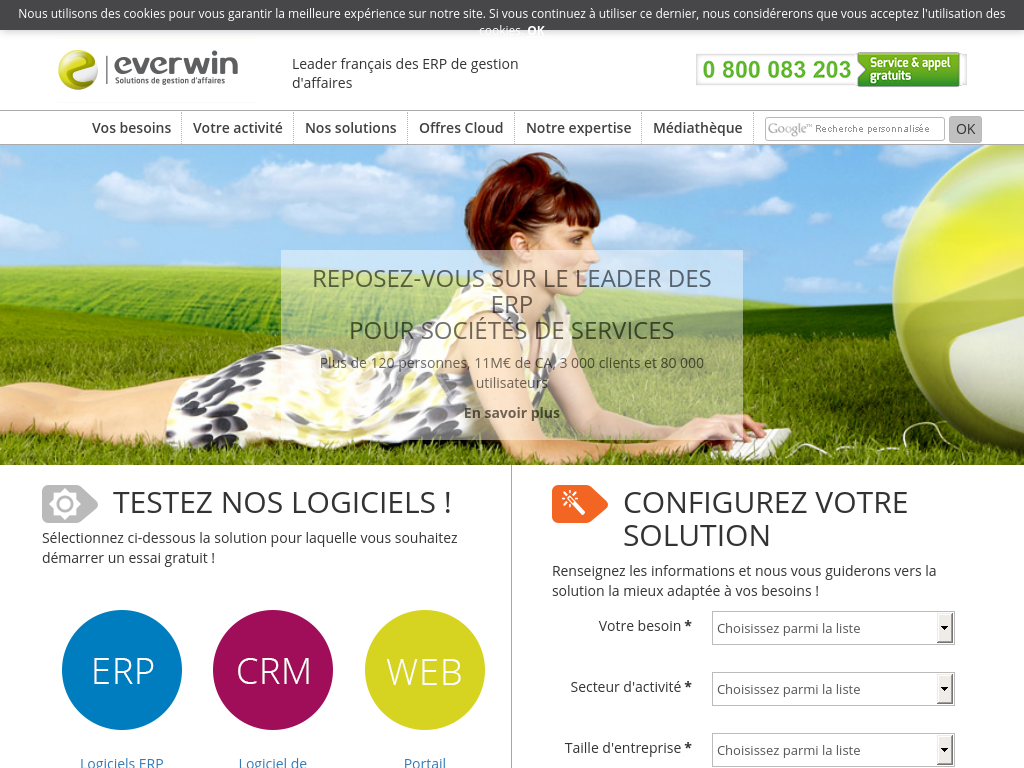 Nous utilisons des cookies pour vous garantir la meilleure expérience sur notre site. Si vous continuez à utiliser ce dernier, nous considérerons que vous acceptez l'utilisation des
cookies. OK
everwin
Solutions de gestion d'affaires
Leader français des ERP de gestion
d'affaires
0 800 083 203
Service & appel
gratuits
Vos besoins
Votre activité
Nos solutions
Offres Cloud
Notre expertise
Médiathèque
Google™ Recherche personnalisée
OK
REPOSEZ-VOUS SUR LE LEADER DES
ERP
POUR SOCIÉTÉS DE SERVICES
Plus de 120 personnes, 11M€ de CA, 3 000 clients et 80 000
utilisateurs
En savoir plus
TESTEZ NOS LOGICIELS !
Sélectionnez ci-dessous la solution pour laquelle vous souhaitez
démarrer un essai gratuit !
ERP
CRM
WEB
Logiciels ERP
Logiciel de
Portail
CONFIGUREZ VOTRE
SOLUTION
Renseignez les informations et nous vous guiderons vers la
solution la mieux adaptée à vos besoins !
Votre besoin *
Choisissez parmi la liste
Secteur d'activité *
Choisissez parmi la liste
Taille d'entreprise *
Choisissez parmi la liste